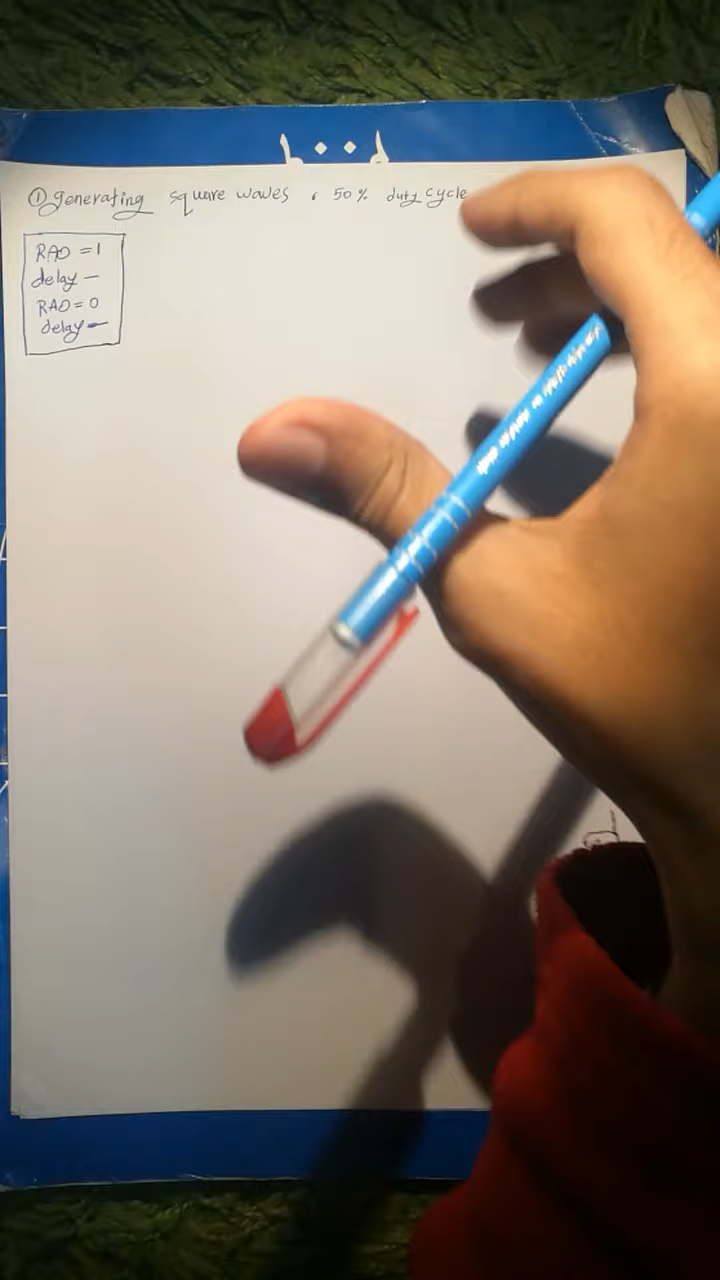 ① generating square waves, 50% duty cycle
RA0 = 1
delay —
RA0 = 0
delay —